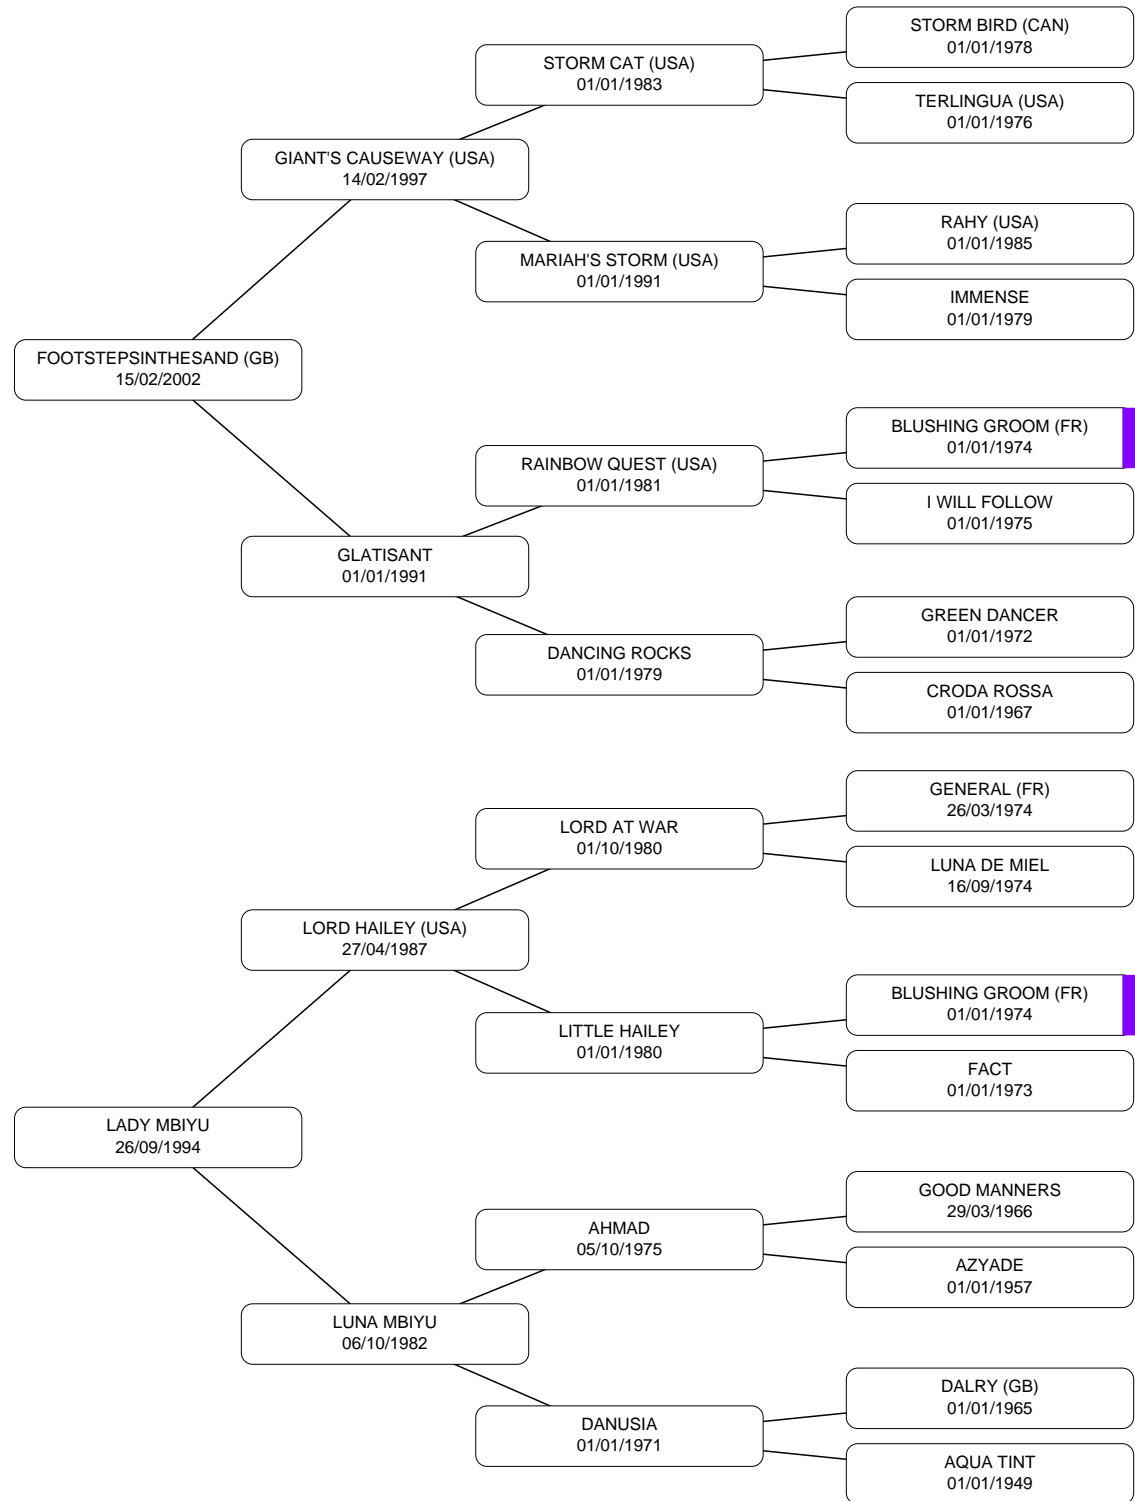 STORM BIRD (CAN)
01/01/1978
STORM CAT (USA)
01/01/1983
TERLINGUA (USA)
01/01/1976
GIANT'S CAUSEWAY (USA)
14/02/1997
RAHY (USA)
01/01/1985
MARIAH'S STORM (USA)
01/01/1991
IMMENSE
01/01/1979
FOOTSTEPSINTHESAND (GB)
15/02/2002
BLUSHING GROOM (FR)
01/01/1974
RAINBOW QUEST (USA)
01/01/1981
I WILL FOLLOW
01/01/1975
GLATISANT
01/01/1991
GREEN DANCER
01/01/1972
DANCING ROCKS
01/01/1979
CRODA ROSSA
01/01/1967
GENERAL (FR)
26/03/1974
LORD AT WAR
01/10/1980
LUNA DE MIEL
16/09/1974
LORD HAILEY (USA)
27/04/1987
BLUSHING GROOM (FR)
01/01/1974
LITTLE HAILEY
01/01/1980
FACT
01/01/1973
LADY MBIYU
26/09/1994
GOOD MANNERS
29/03/1966
AHMAD
05/10/1975
AZYADE
01/01/1957
LUNA MBIYU
06/10/1982
DALRY (GB)
01/01/1965
DANUSIA
01/01/1971
AQUA TINT
01/01/1949